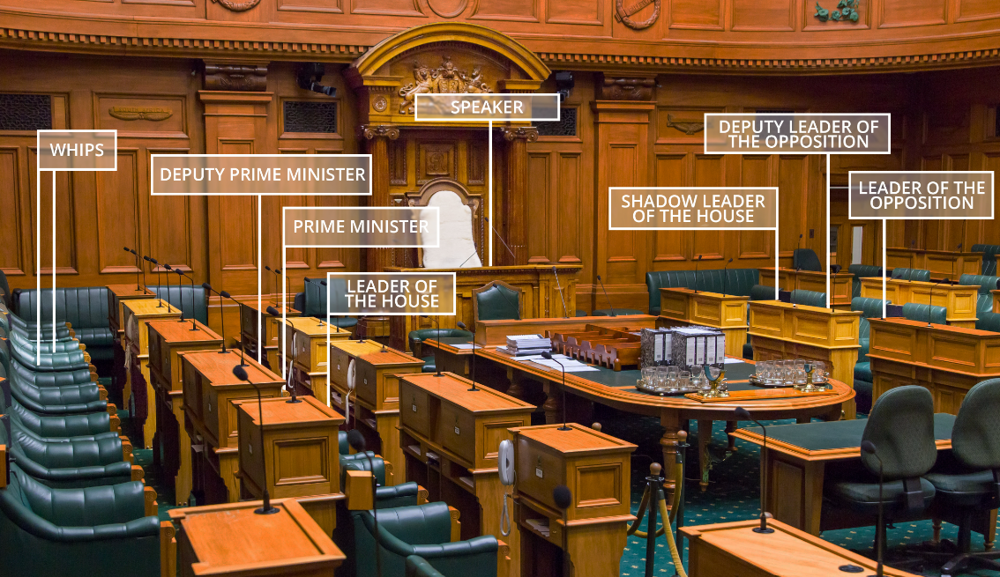 SPEAKER
DEPUTY LEADER OF
THE OPPOSITION
WHIPS
DEPUTY PRIME MINISTER
LEADER OF THE
OPPOSITION
SHADOW LEADER
OF THE HOUSE
PRIME MINISTER
LEADER OF
THE HOUSE